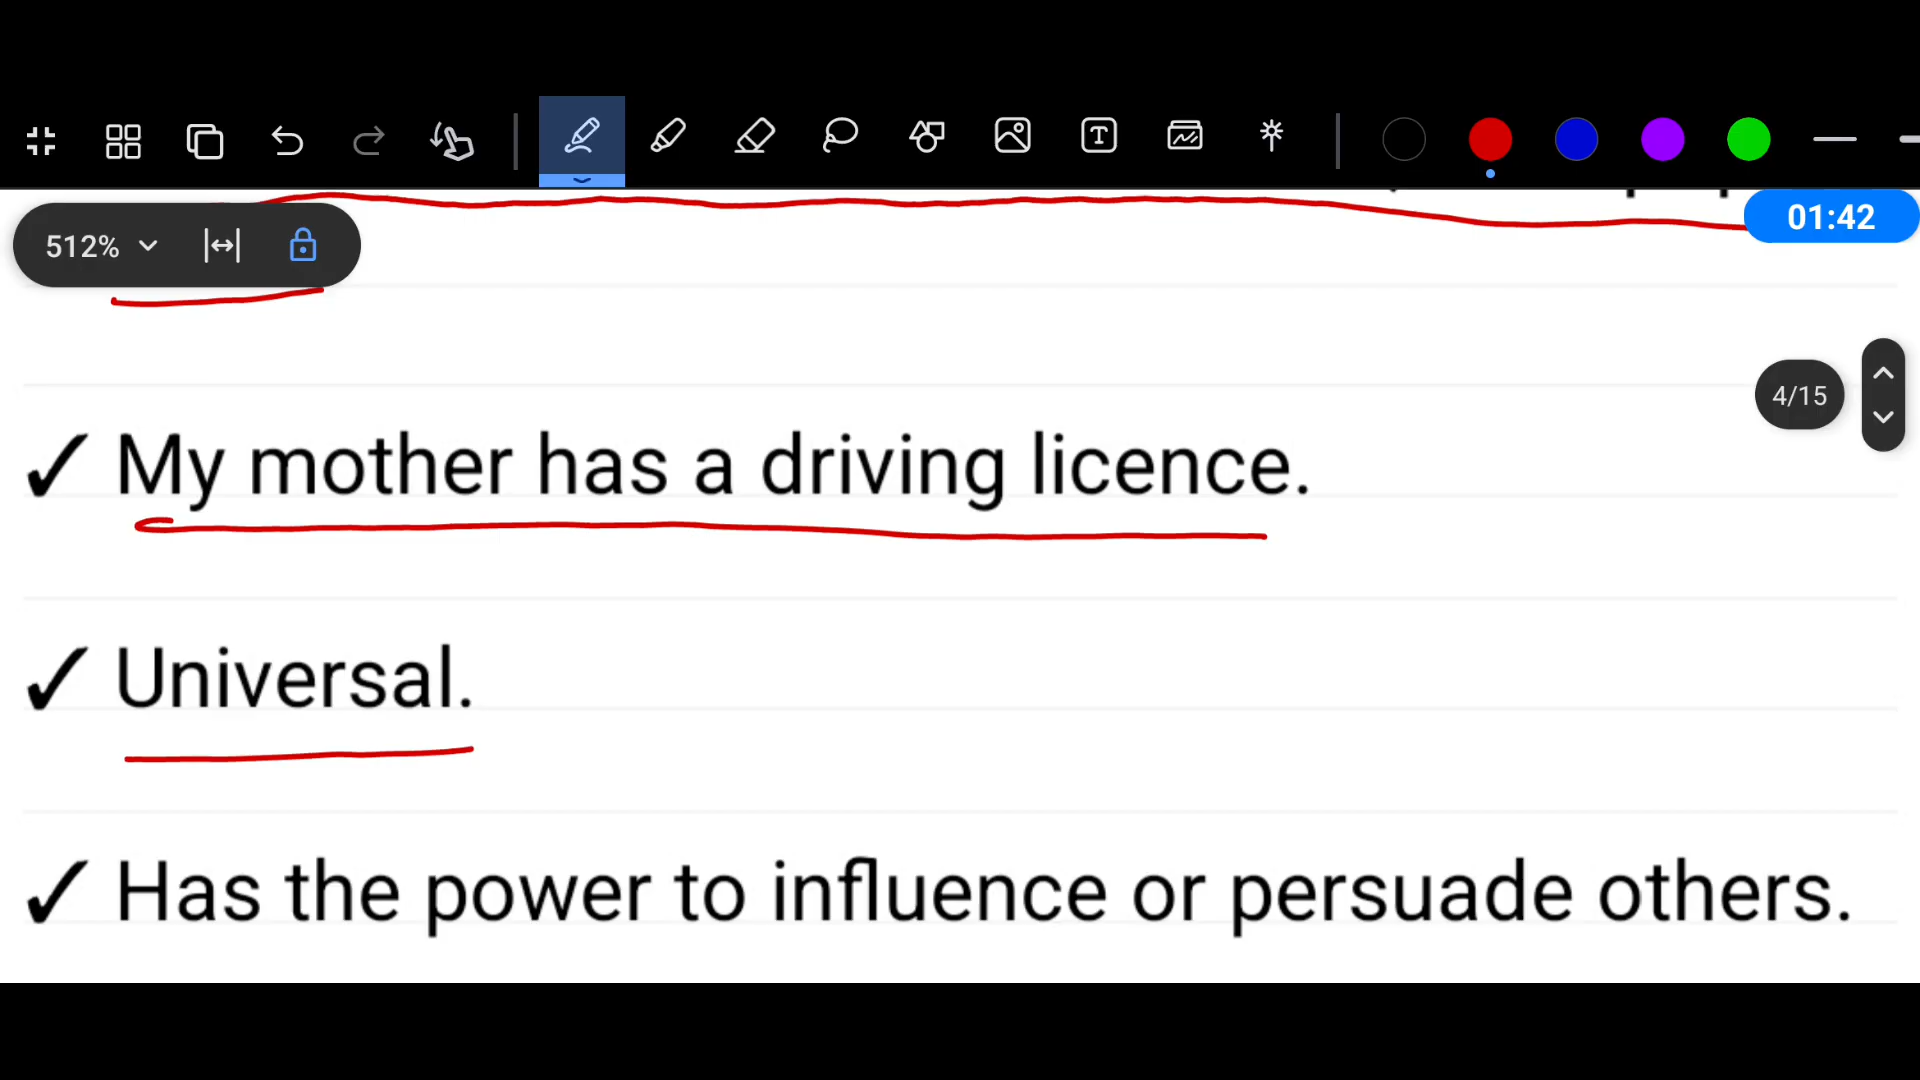 01:42
512%
4/15
✓ My mother has a driving licence.
✓ Universal.
✓ Has the power to influence or persuade others.